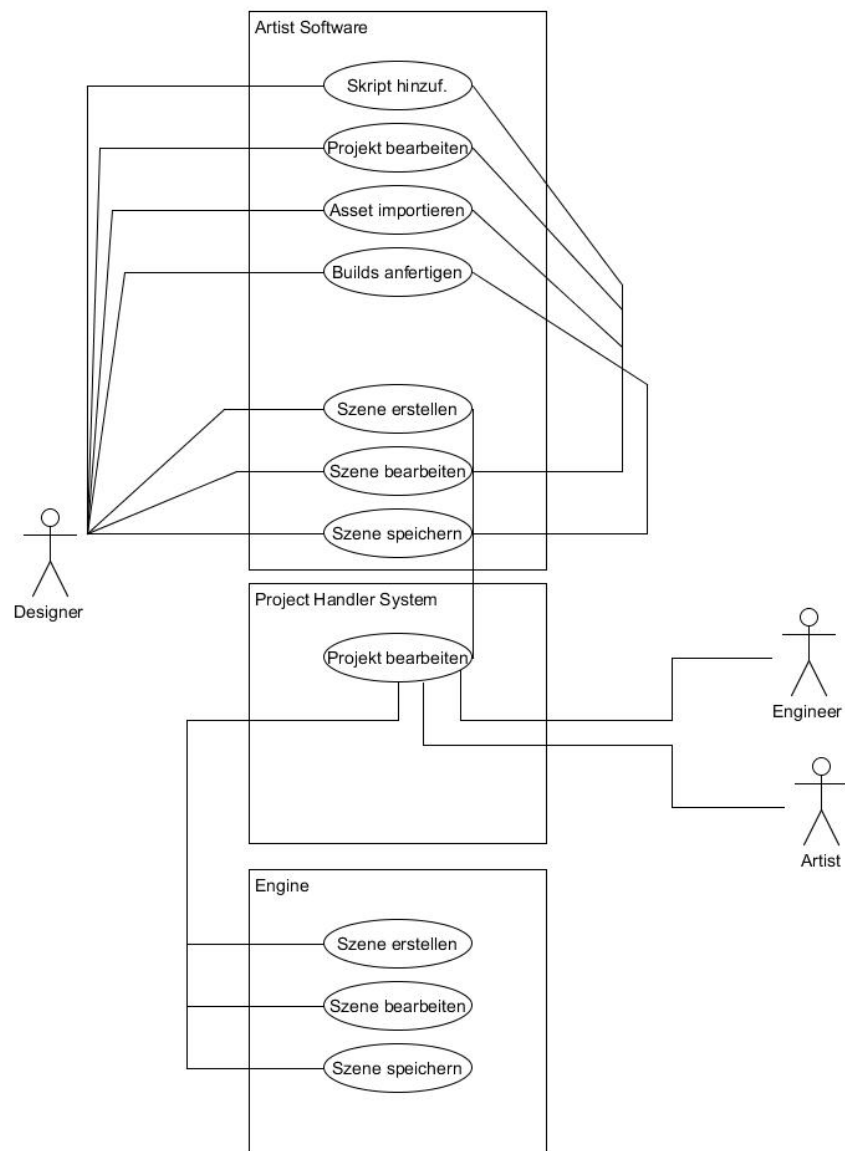 Artist Software
Skript hinzuf.
Projekt bearbeiten
Asset importieren
Builds anfertigen
Szene erstellen
Szene bearbeiten
Szene speichern
Designer
Project Handler System
Projekt bearbeiten
Engineer
Artist
Engine
Szene erstellen
Szene bearbeiten
Szene speichern